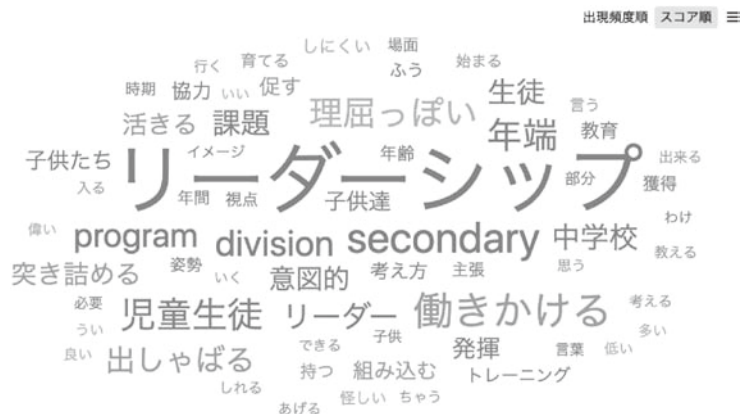 出現頻度順 スコア順
しにくい 場面
行く 育てる ふう 始まる
時期 協力 いい 促す 生徒 言う
活きる 課題 理屈っぽい 年端 教育
子供たち イメージ 年齢 出来る
リーダーシップ
入る 年間 視点 子供達 部分 獲得
偉い program division secondary 中学校 わけ
教える
突き詰める 姿勢 いく 意図的 考え方 主張 思う
必要 児童生徒 リーダー 働きかける 考える
うい 子供 多い
良い 出しゃばる できる 発揮 言葉 低い
持つ 組み込む トレーニング
しれる 怪しい ちゃう
あげる